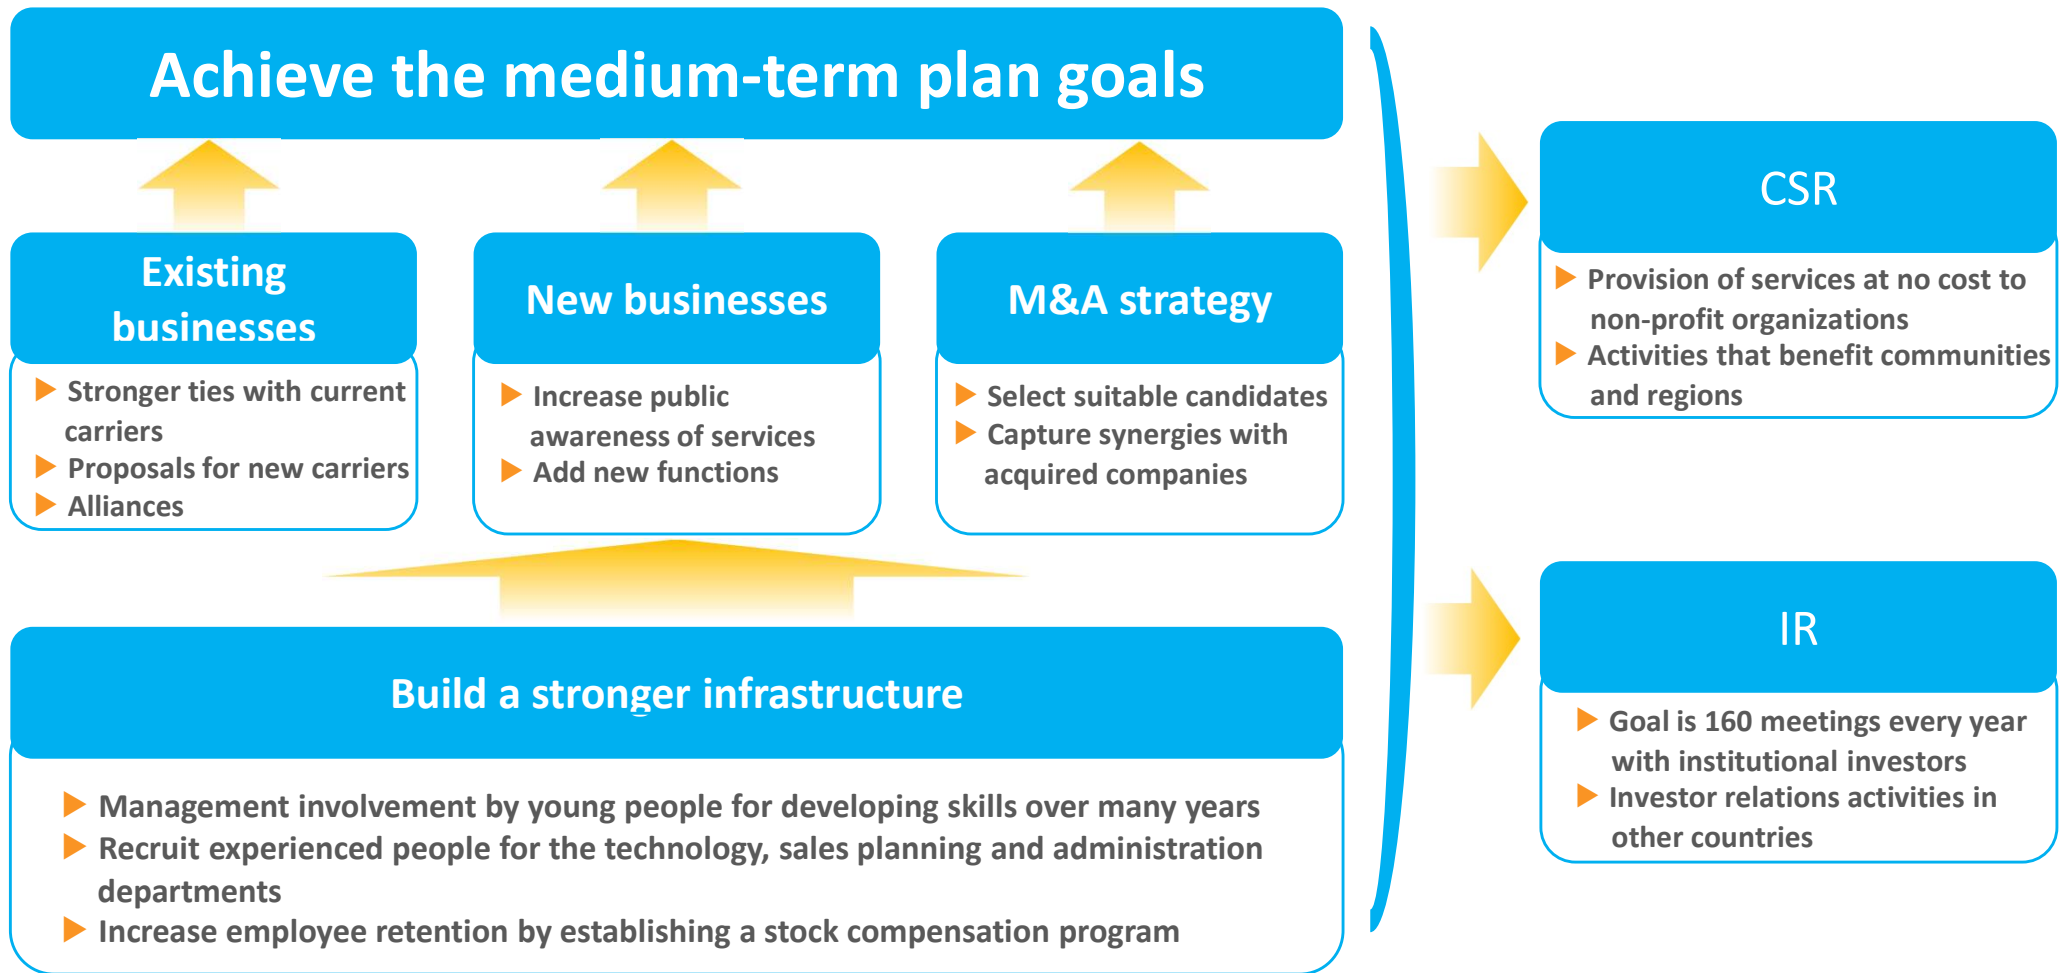 Achieve the medium-term plan goals
Existing
businesses
Stronger ties with current
carriers
Proposals for new carriers
Alliances
New businesses
Increase public
awareness of services
Add new functions
M&A strategy
Select suitable candidates
Capture synergies with
acquired companies
Build a stronger infrastructure
Management involvement by young people for developing skills over many years
Recruit experienced people for the technology, sales planning and administration
departments
Increase employee retention by establishing a stock compensation program
CSR
Provision of services at no cost to
non-profit organizations
Activities that benefit communities
and regions
IR
Goal is 160 meetings every year
with institutional investors
Investor relations activities in
other countries